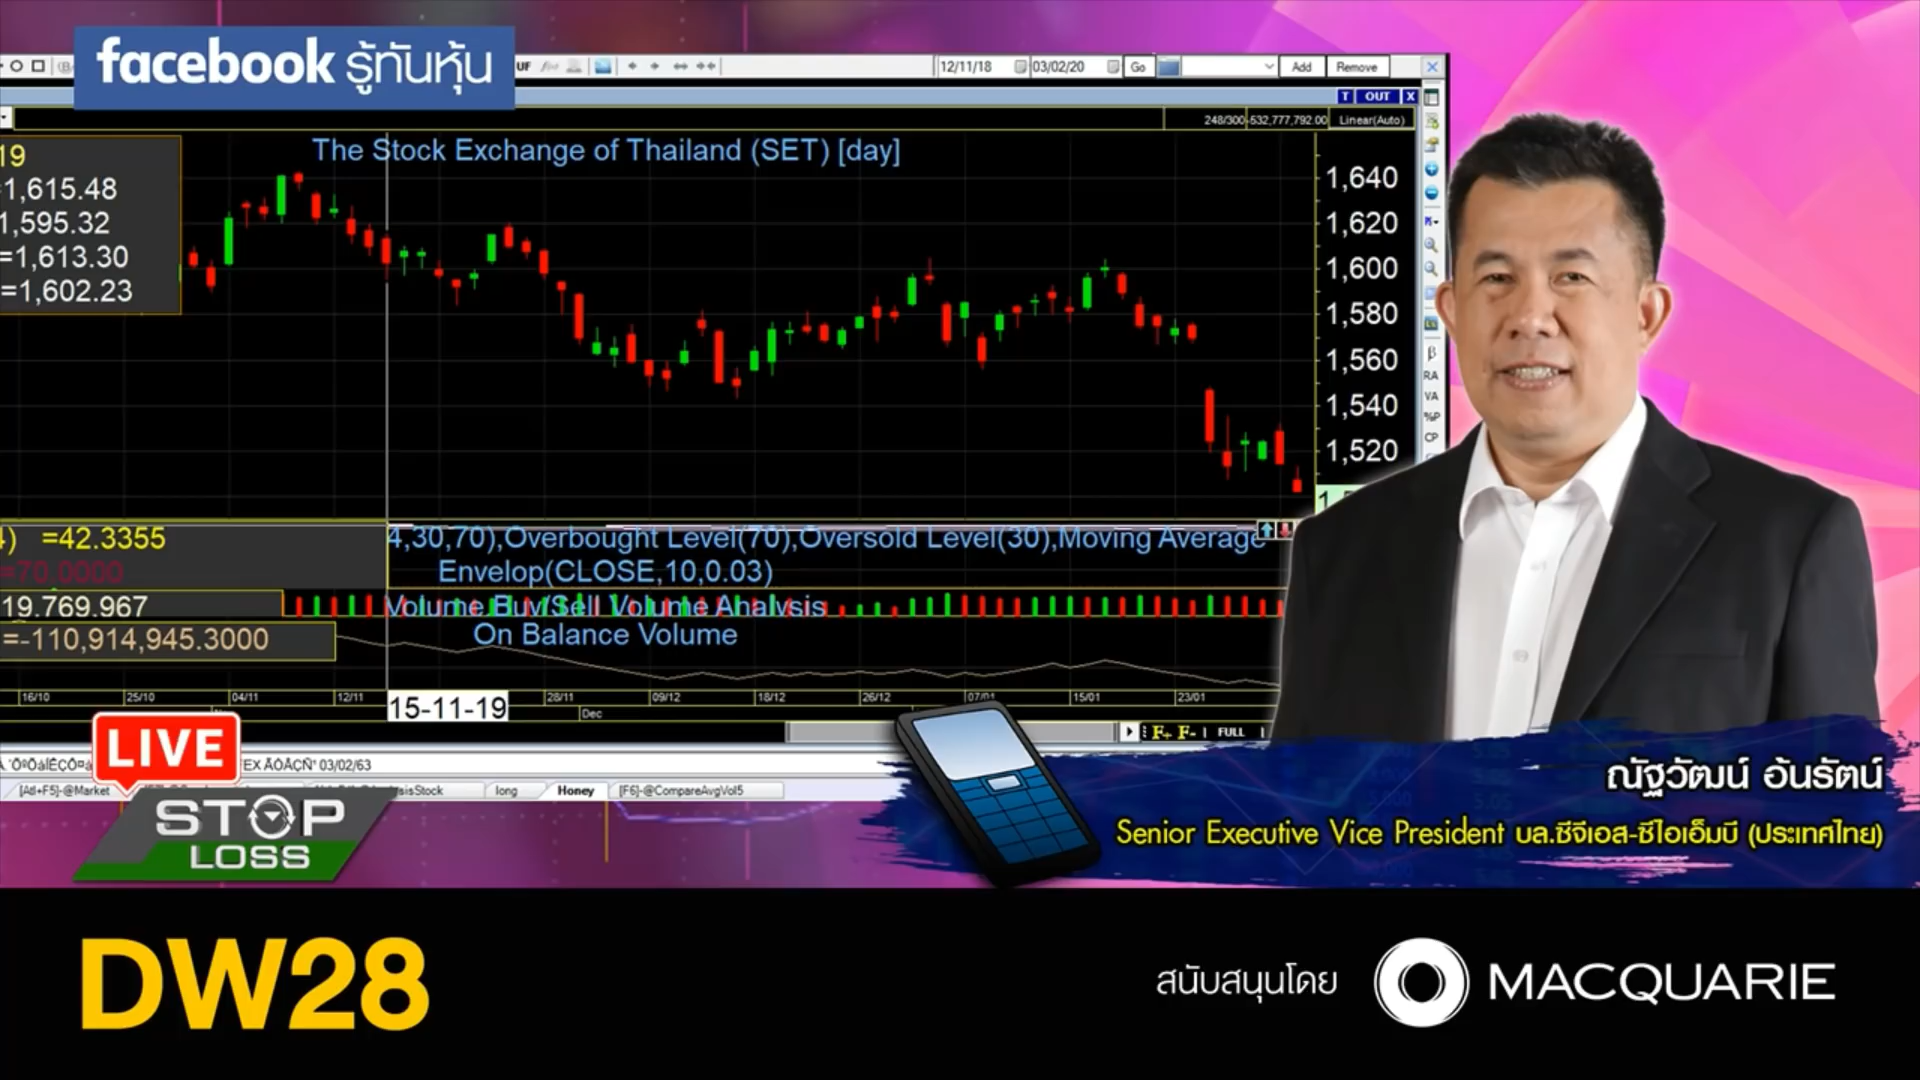 facebook รู้ทันหุ้น
UF
12/11/18
03/02/20
Go
Add
Remove
T OUT X
248/300-532,777,792.00 Linear(Auto)
The Stock Exchange of Thailand (SET) [day]
19
=1,615.48
1,595.32
=1,613.30
=1,602.23
1,640
1,620
1,600
1,580
1,560
1,540
1,520
β
RA
VA
%P
CP
4) =42.3355
=70.0000
4,30,70),Overbought Level(70),Oversold Level(30),Moving Average
Envelop(CLOSE,10,0.03)
19.769.967
Volume,Buy/Sell Volume Analysis
=-110,914,945.3000
On Balance Volume
16/10 25/10 04/11 12/11 15-11-19 28/11 09/12 18/12 26/12 07/01 15/01 23/01
Dec
F+ F- FULL
03/02/63
[Atl+F5]-@Market
long
Honey
[F6]-@CompareAvgVol5
LIVE
STOP
LOSS
ณัฐวัฒน์ อ้นรัตน์
Senior Executive Vice President บล.ซีจีเอส-ซีไอเอ็มบี (ประเทศไทย)
DW28
สนับสนุนโดย
MACQUARIE